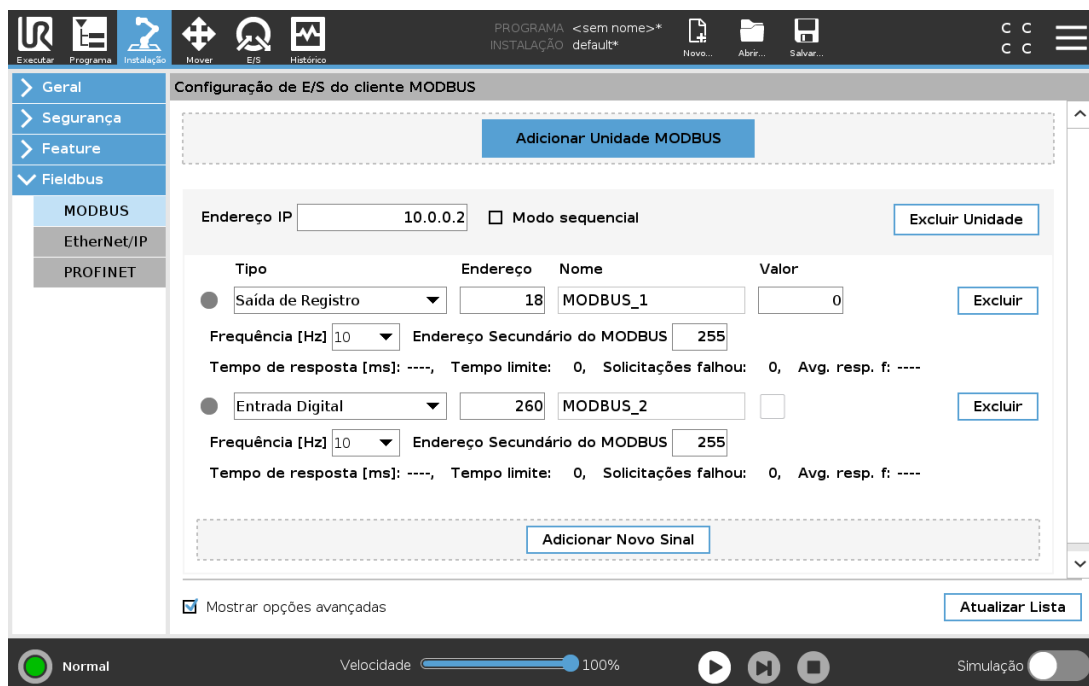 PROGRAMA <sem nome>*
INSTALAÇÃO default*
C C
C C
UR
Executar Programa Instalação Mover E/S Histórico Novo... Abrir... Salvar...
Geral
Segurança
Feature
Fieldbus
MODBUS
EtherNet/IP
PROFINET
Configuração de E/S do cliente MODBUS
Adicionar Unidade MODBUS
Endereço IP 10.0.0.2 Modo sequencial Excluir Unidade
Tipo Endereço Nome Valor
Saída de Registro 18 MODBUS_1 0 Excluir
Frequência [Hz] 10 Endereço Secundário do MODBUS 255
Tempo de resposta [ms]: ----, Tempo limite: 0, Solicitações falhou: 0, Avg. resp. f: ----
Entrada Digital 260 MODBUS_2 Excluir
Frequência [Hz] 10 Endereço Secundário do MODBUS 255
Tempo de resposta [ms]: ----, Tempo limite: 0, Solicitações falhou: 0, Avg. resp. f: ----
Adicionar Novo Sinal
Mostrar opções avançadas Atualizar Lista
Normal Velocidade 100% Simulação